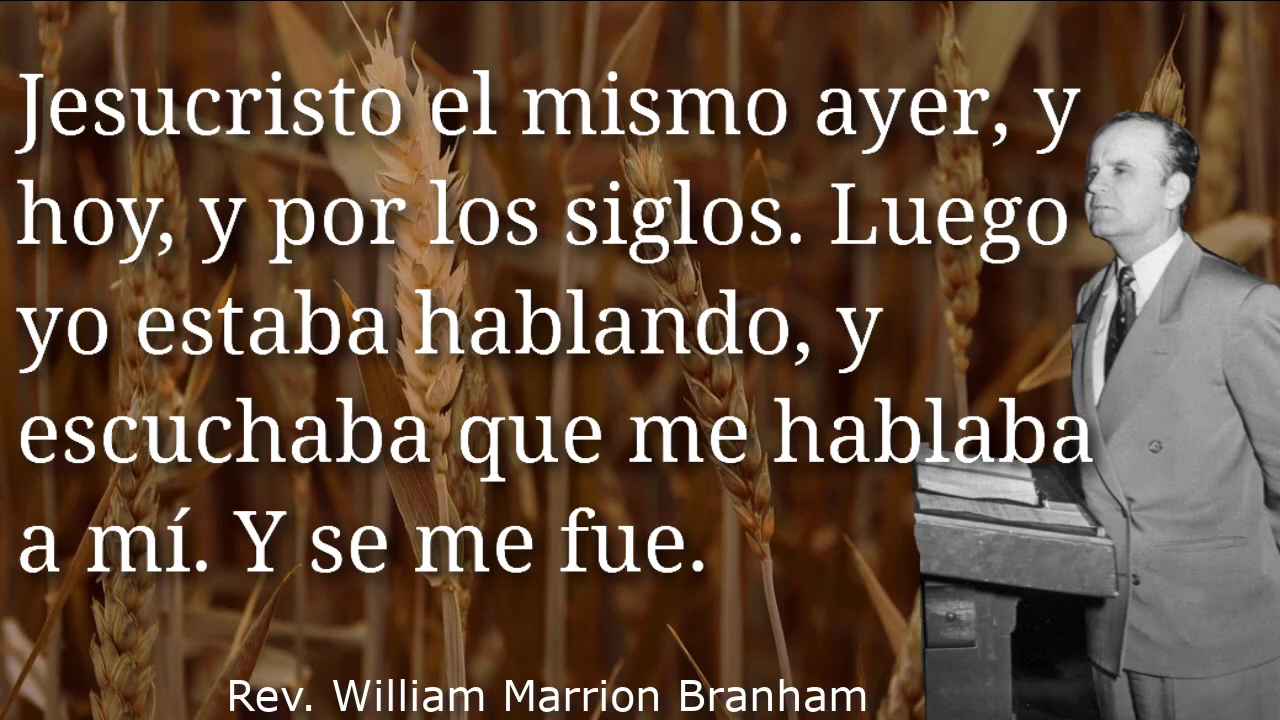 Jesucristo el mismo ayer, y
hoy, y por los siglos. Luego
yo estaba hablando, y
escuchaba que me hablaba
a mí. Y se me fue.
Rev. William Marrion Branham